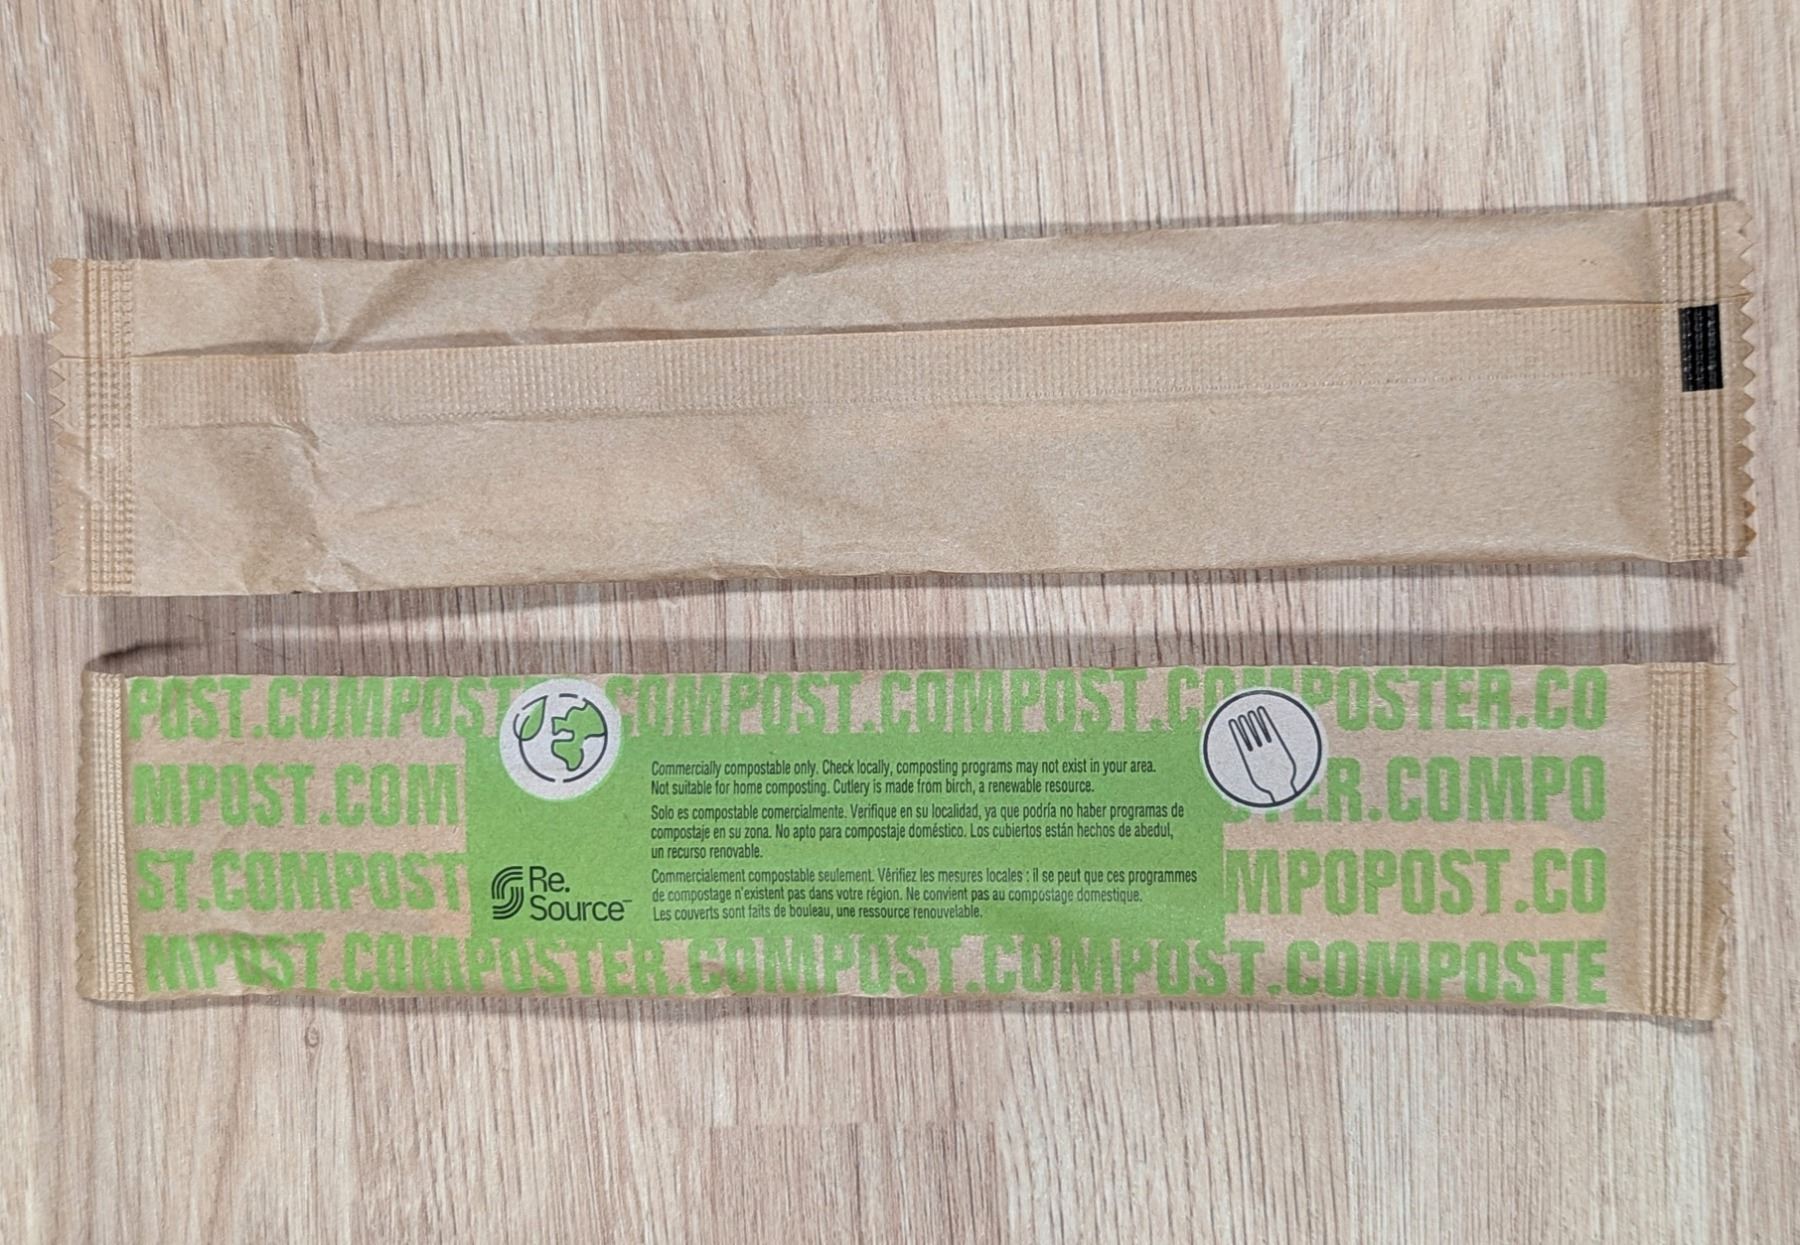 POST.COMPOST COMPOST.COMPOST.COMPOSTER.CO
MPOST.COM
ER.COMPO
Commercially compostable only. Check locally, composting programs may not exist in your area.
Not suitable for home composting. Cutlery is made from birch, a renewable resource.
Solo es compostable comercialmente. Verifique en su localidad, ya que podría no haber programas de
compostaje en su zona. No apto para compostaje doméstico. Los cubiertos están hechos de abedul,
un recurso renovable.
Commercialement compostable seulement. Vérifiez les mesures locales : il se peut que ces programmes
de compostage n'existent pas dans votre région. Ne convient pas au compostage domestique.
Les couverts sont faits de bouleau, une ressource renouvelable.
ST.COMPOST
Re.
Source™
MPOPOST.CO
MPOST.COMPOSTER.COMPOST.COMPOST.COMPOSTE